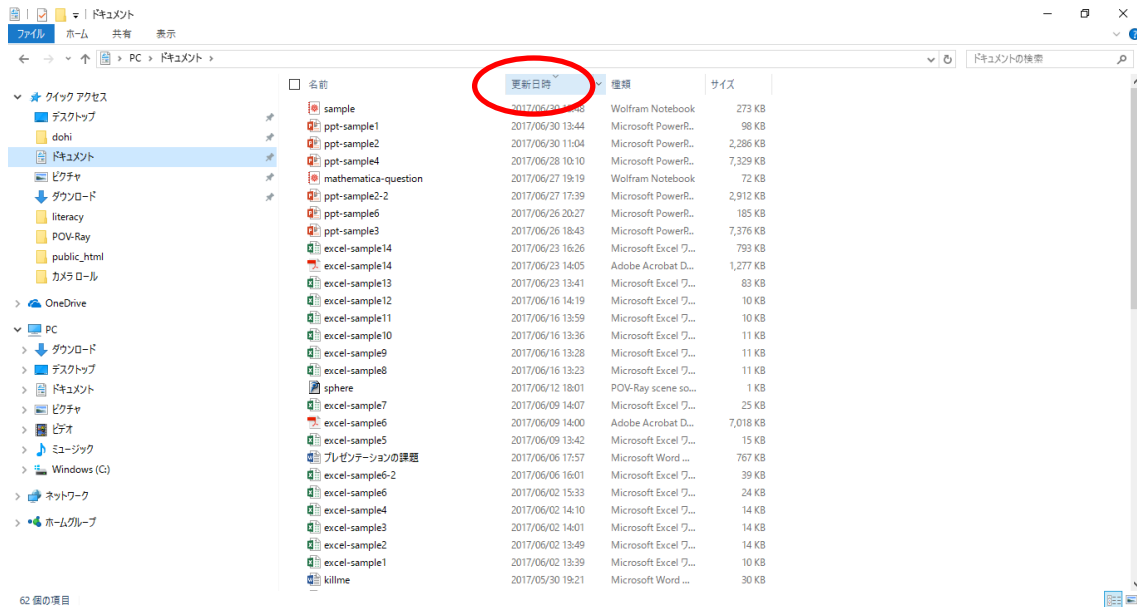 ドキュメント
ファイル ホーム 共有 表示
PC ドキュメント ドキュメントの検索
名前 更新日時 種類 サイズ
クイック アクセス
デスクトップ
dohi
ドキュメント
ピクチャ
ダウンロード
literacy
POV-Ray
public_html
カメラ ロール
OneDrive
PC
ダウンロード
デスクトップ
ドキュメント
ピクチャ
ビデオ
ミュージック
Windows (C:)
ネットワーク
ホームグループ
sample 2017/06/30 Wolfram Notebook 273 KB
ppt-sample1 2017/06/30 13:44 Microsoft PowerP... 98 KB
ppt-sample2 2017/06/30 11:04 Microsoft PowerP... 2,286 KB
ppt-sample4 2017/06/28 10:10 Microsoft PowerP... 7,329 KB
mathematica-question 2017/06/27 19:19 Wolfram Notebook 72 KB
ppt-sample2-2 2017/06/27 17:39 Microsoft PowerP... 2,912 KB
ppt-sample6 2017/06/26 20:27 Microsoft PowerP... 185 KB
ppt-sample3 2017/06/26 18:43 Microsoft PowerP... 7,376 KB
excel-sample14 2017/06/23 16:26 Microsoft Excel ワ... 793 KB
excel-sample14 2017/06/23 14:05 Adobe Acrobat D... 1,277 KB
excel-sample13 2017/06/23 13:41 Microsoft Excel ワ... 83 KB
excel-sample12 2017/06/16 14:19 Microsoft Excel ワ... 10 KB
excel-sample11 2017/06/16 13:59 Microsoft Excel ワ... 10 KB
excel-sample10 2017/06/16 13:36 Microsoft Excel ワ... 11 KB
excel-sample9 2017/06/16 13:28 Microsoft Excel ワ... 11 KB
excel-sample8 2017/06/16 13:23 Microsoft Excel ワ... 11 KB
sphere 2017/06/12 18:01 POV-Ray scene so... 1 KB
excel-sample7 2017/06/09 14:07 Microsoft Excel ワ... 25 KB
excel-sample6 2017/06/09 14:00 Adobe Acrobat D... 7,018 KB
excel-sample5 2017/06/09 13:42 Microsoft Excel ワ... 15 KB
プレゼンテーションの課題 2017/06/06 17:57 Microsoft Word ... 767 KB
excel-sample6-2 2017/06/06 16:01 Microsoft Excel ワ... 39 KB
excel-sample6 2017/06/02 15:33 Microsoft Excel ワ... 24 KB
excel-sample4 2017/06/02 14:10 Microsoft Excel ワ... 14 KB
excel-sample3 2017/06/02 14:01 Microsoft Excel ワ... 14 KB
excel-sample2 2017/06/02 13:49 Microsoft Excel ワ... 14 KB
excel-sample1 2017/06/02 13:39 Microsoft Excel ワ... 10 KB
killme 2017/05/30 19:21 Microsoft Word ... 30 KB
62 個の項目